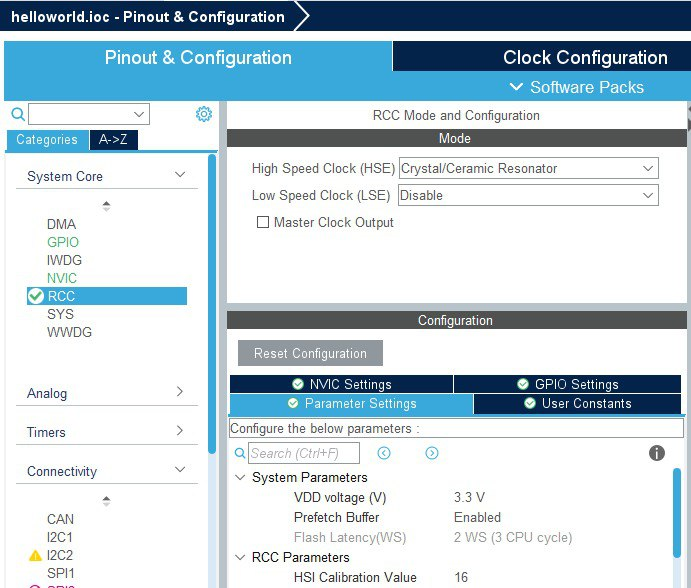 helloworld.ioc - Pinout & Configuration
Pinout & Configuration
Clock Configuration
Software Packs
Categories
A->Z
System Core
DMA
GPIO
IWDG
NVIC
RCC
SYS
WWDG
Analog
Timers
Connectivity
CAN
I2C1
I2C2
SPI1
RCC Mode and Configuration
Mode
High Speed Clock (HSE) Crystal/Ceramic Resonator
Low Speed Clock (LSE) Disable
Master Clock Output
Configuration
Reset Configuration
NVIC Settings
GPIO Settings
Parameter Settings
User Constants
Configure the below parameters :
Search (Ctrl+F)
System Parameters
VDD voltage (V) 3.3 V
Prefetch Buffer Enabled
Flash Latency(WS) 2 WS (3 CPU cycle)
RCC Parameters
HSI Calibration Value 16